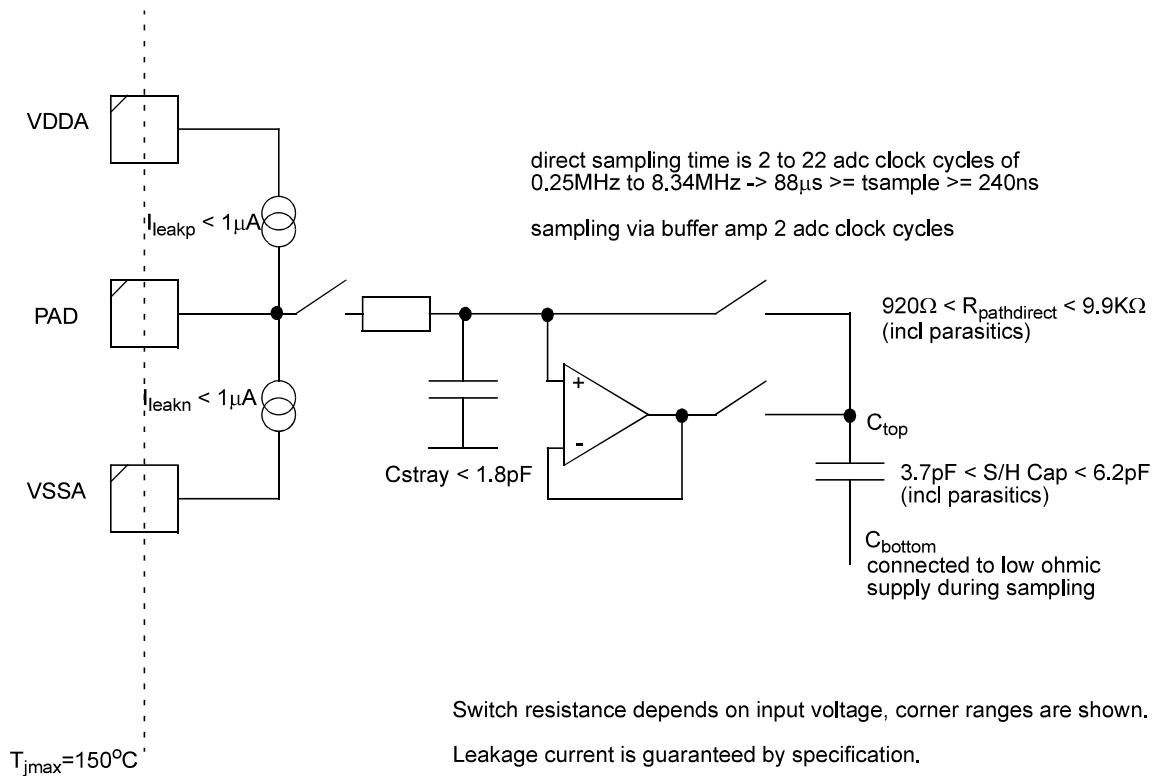 VDDA
direct sampling time is 2 to 22 adc clock cycles of
0.25MHz to 8.34MHz -> 88μs >= tsample >= 240ns
Ileakp < 1μA
sampling via buffer amp 2 adc clock cycles
PAD
920Ω < Rpathdirect < 9.9KΩ
(incl parasitics)
Ileakn < 1μA
+
-
Ctop
Cstray < 1.8pF
3.7pF < S/H Cap < 6.2pF
(incl parasitics)
VSSA
Cbottom
connected to low ohmic
supply during sampling
Switch resistance depends on input voltage, corner ranges are shown.
Leakage current is guaranteed by specification.
Tjmax=150°C